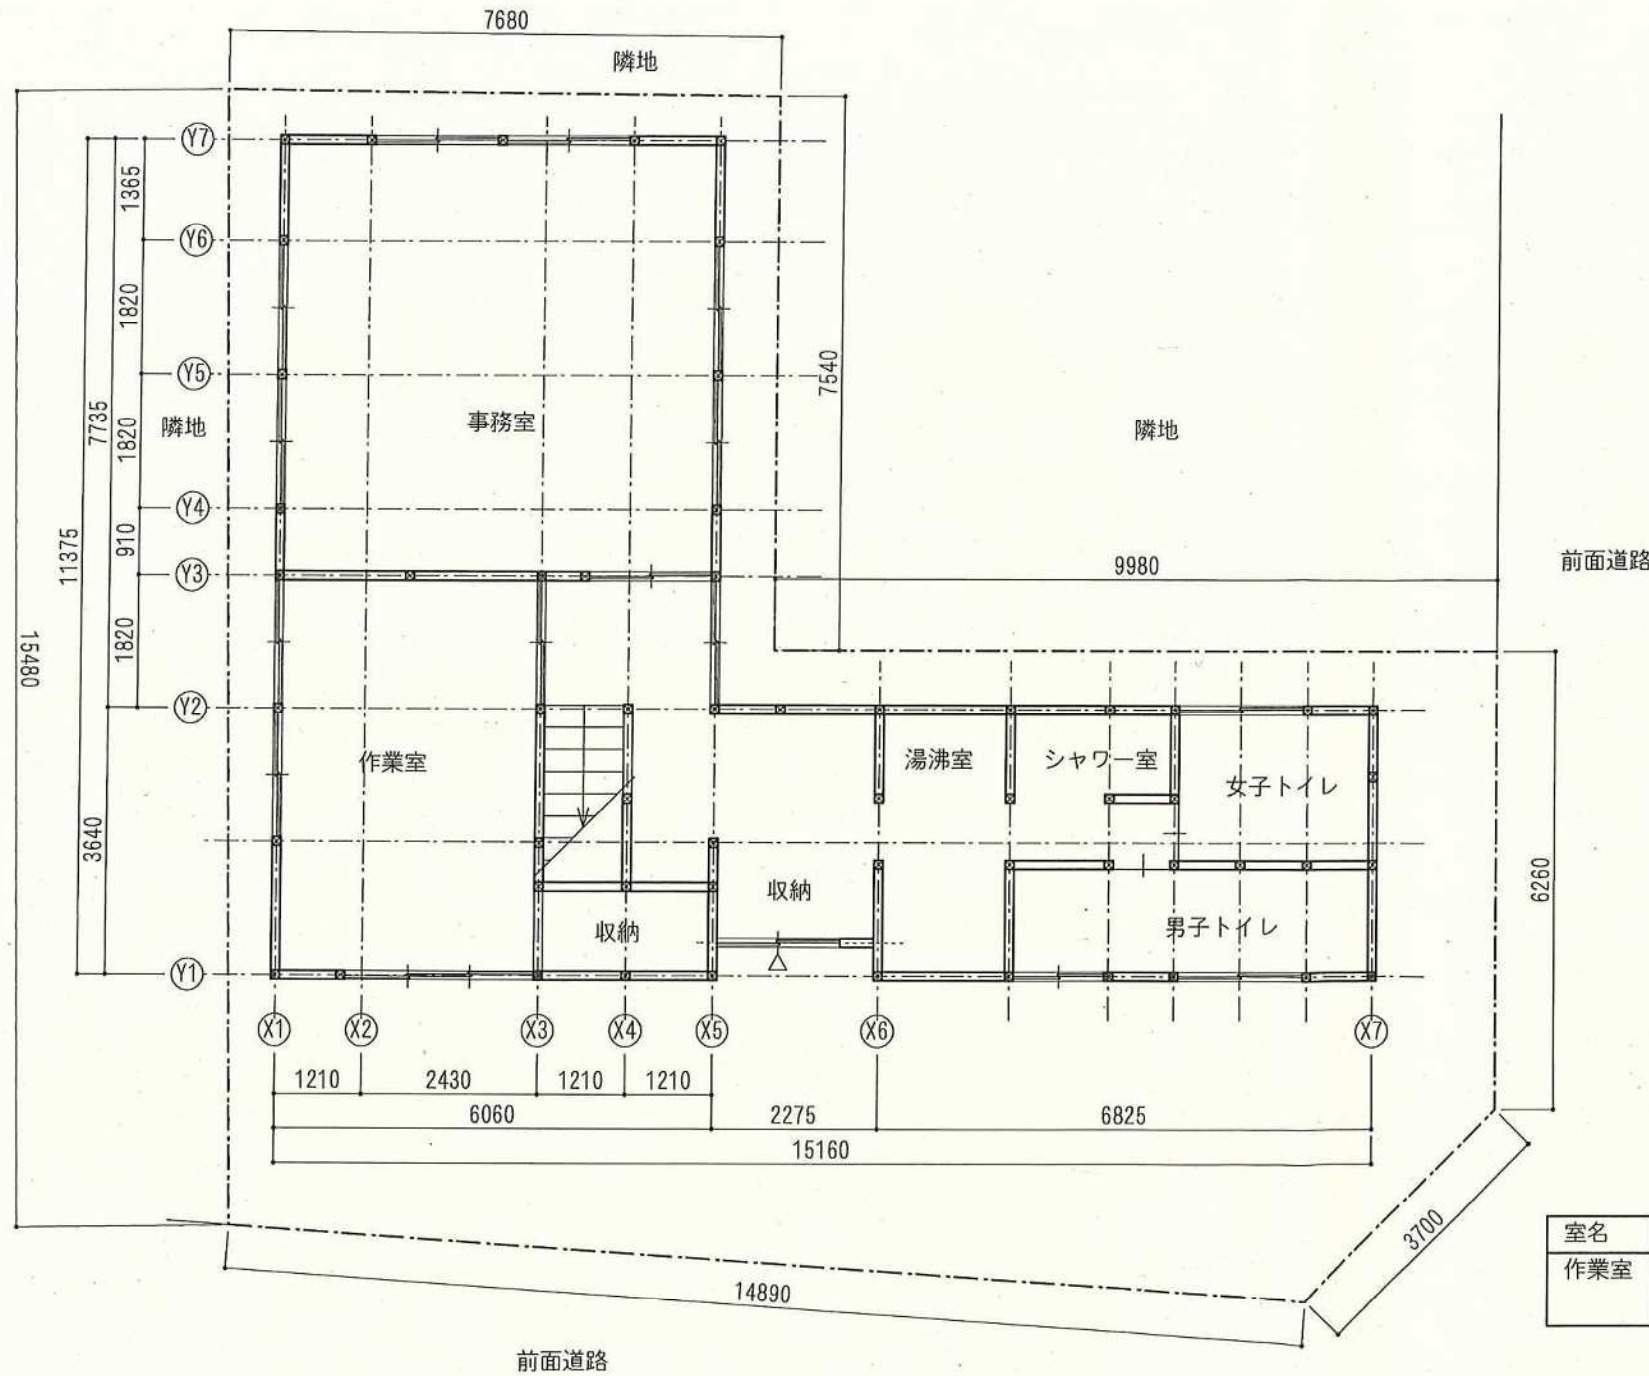 7680
隣地
Y7
1365
Y6
1820
Y5
7540
7735
隣地
1820
事務室
隣地
Y4
11375
910
Y3
9980
前面道路
15480
1820
Y2
作業室
湯沸室
シャワー室
女子トイレ
3640
収納
6260
収納
男子トイレ
Y1
X1
X2
X3
X4
X5
X6
X7
1210
2430
1210
1210
6060
2275
6825
15160
3700
室名
作業室
14890
前面道路